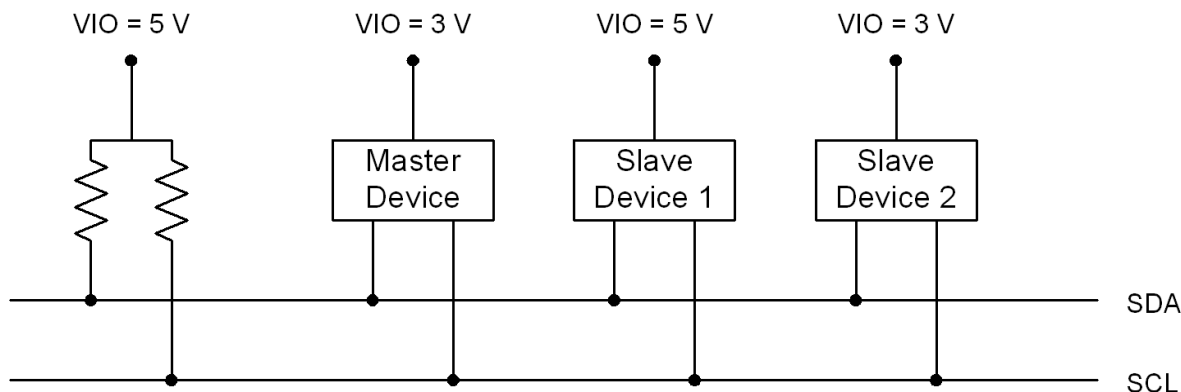 VIO = 5 V
VIO = 3 V
VIO = 5 V
VIO = 3 V
Master
Device
Slave
Device 1
Slave
Device 2
SDA
SCL